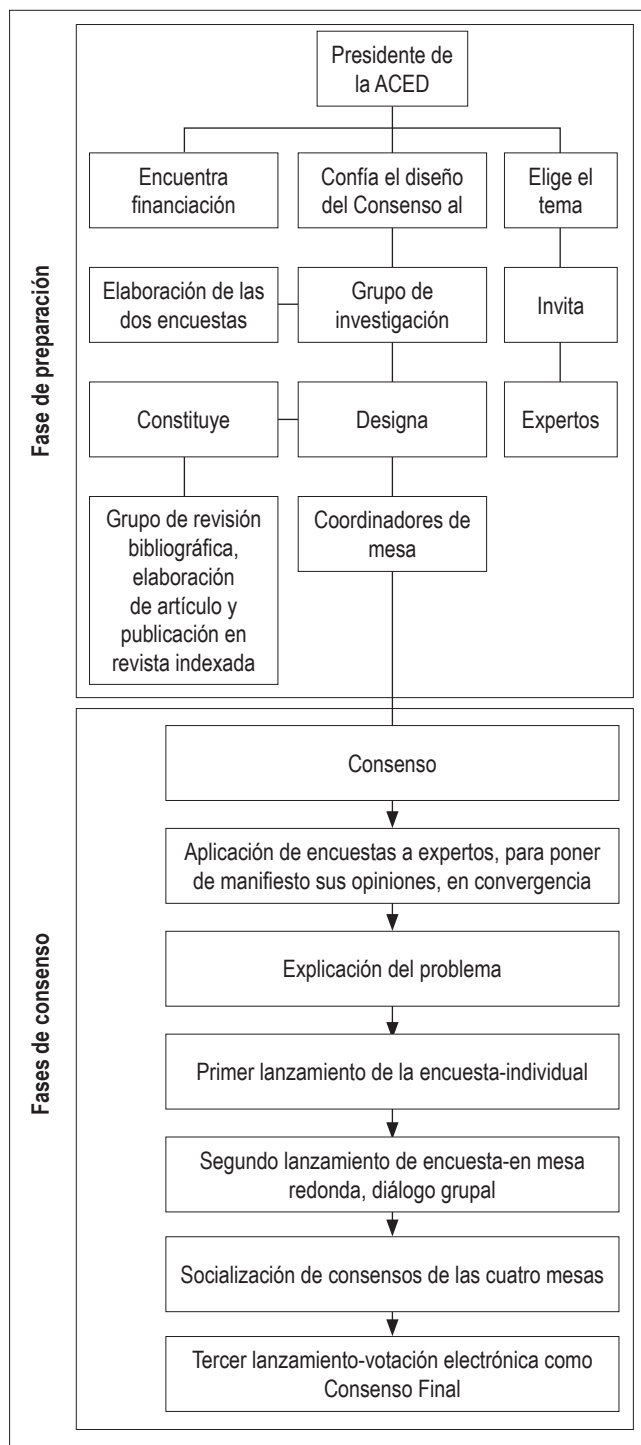 Fase de preparación
Presidente de
la ACED
Encuentra
financiación
Confía el diseño
del Consenso al
Elige el
tema
Elaboración de las
dos encuestas
Grupo de
investigación
Invita
Constituye
Designa
Expertos
Grupo de revisión
bibliográfica,
elaboración
de artículo y
publicación en
revista indexada
Coordinadores de
mesa
Fases de consenso
Consenso
Aplicación de encuestas a expertos, para poner
de manifiesto sus opiniones, en convergencia
Explicación del problema
Primer lanzamiento de la encuesta-individual
Segundo lanzamiento de encuesta-en mesa
redonda, diálogo grupal
Socialización de consensos de las cuatro mesas
Tercer lanzamiento-votación electrónica como
Consenso Final